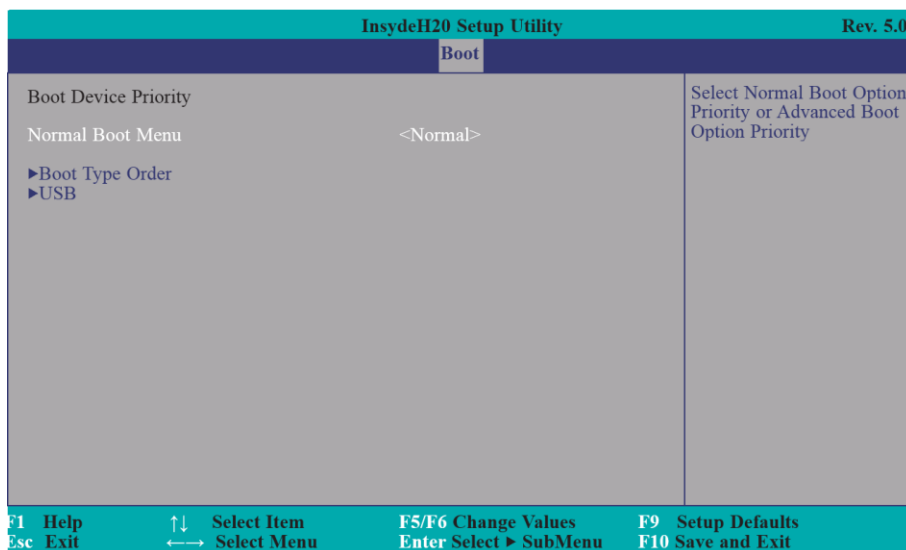 InsydeH20 Setup Utility Rev. 5.0
Boot
Boot Device Priority
Normal Boot Menu <Normal>
▶Boot Type Order
▶USB
Select Normal Boot Option
Priority or Advanced Boot
Option Priority
F1 Help ↑↓ Select Item F5/F6 Change Values F9 Setup Defaults
Esc Exit ←→ Select Menu Enter Select ▶ SubMenu F10 Save and Exit